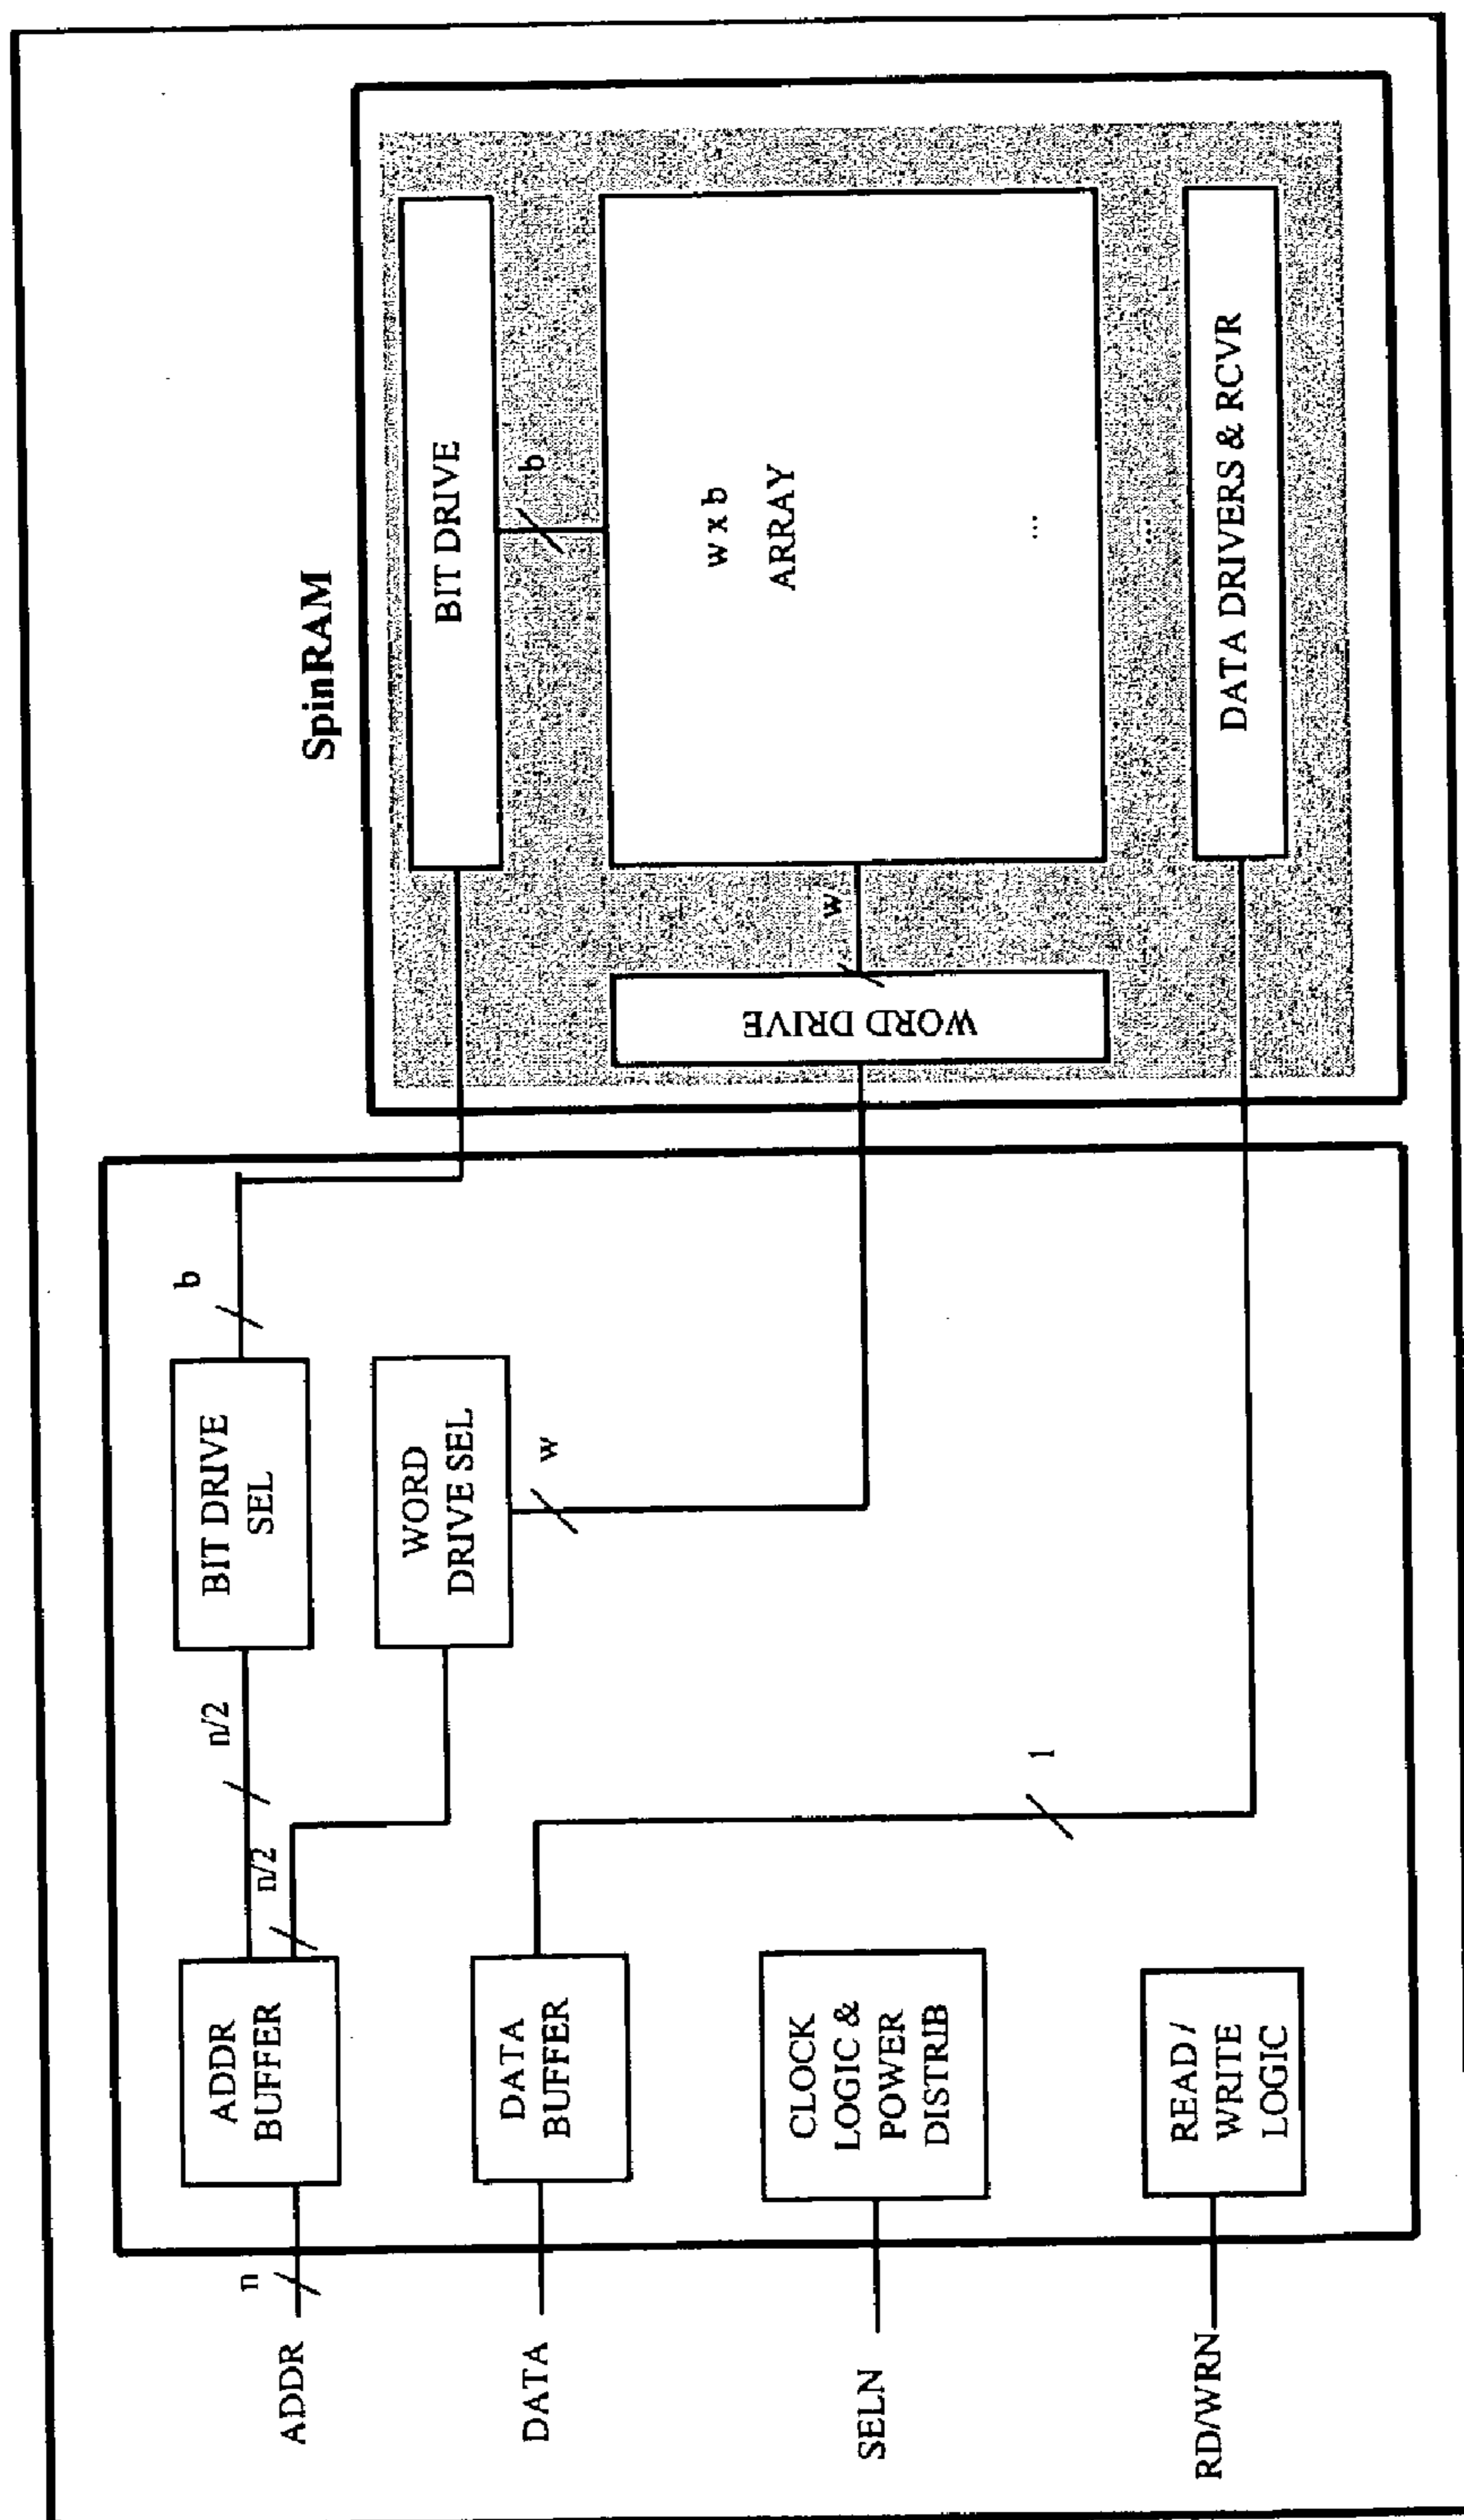 SpinRAM
ADDR
n
ADDR
BUFFER
n/2
n/2
BIT DRIVE
SEL
b
BIT DRIVE
b
WORD
DRIVE SEL
w
WORD DRIVE
w
w x b
ARRAY
...
....
DATA
DATA
BUFFER
1
DATA DRIVERS & RCVR
SELN
CLOCK
LOGIC &
POWER
DISTRIB
RD/WRN
READ /
WRITE
LOGIC